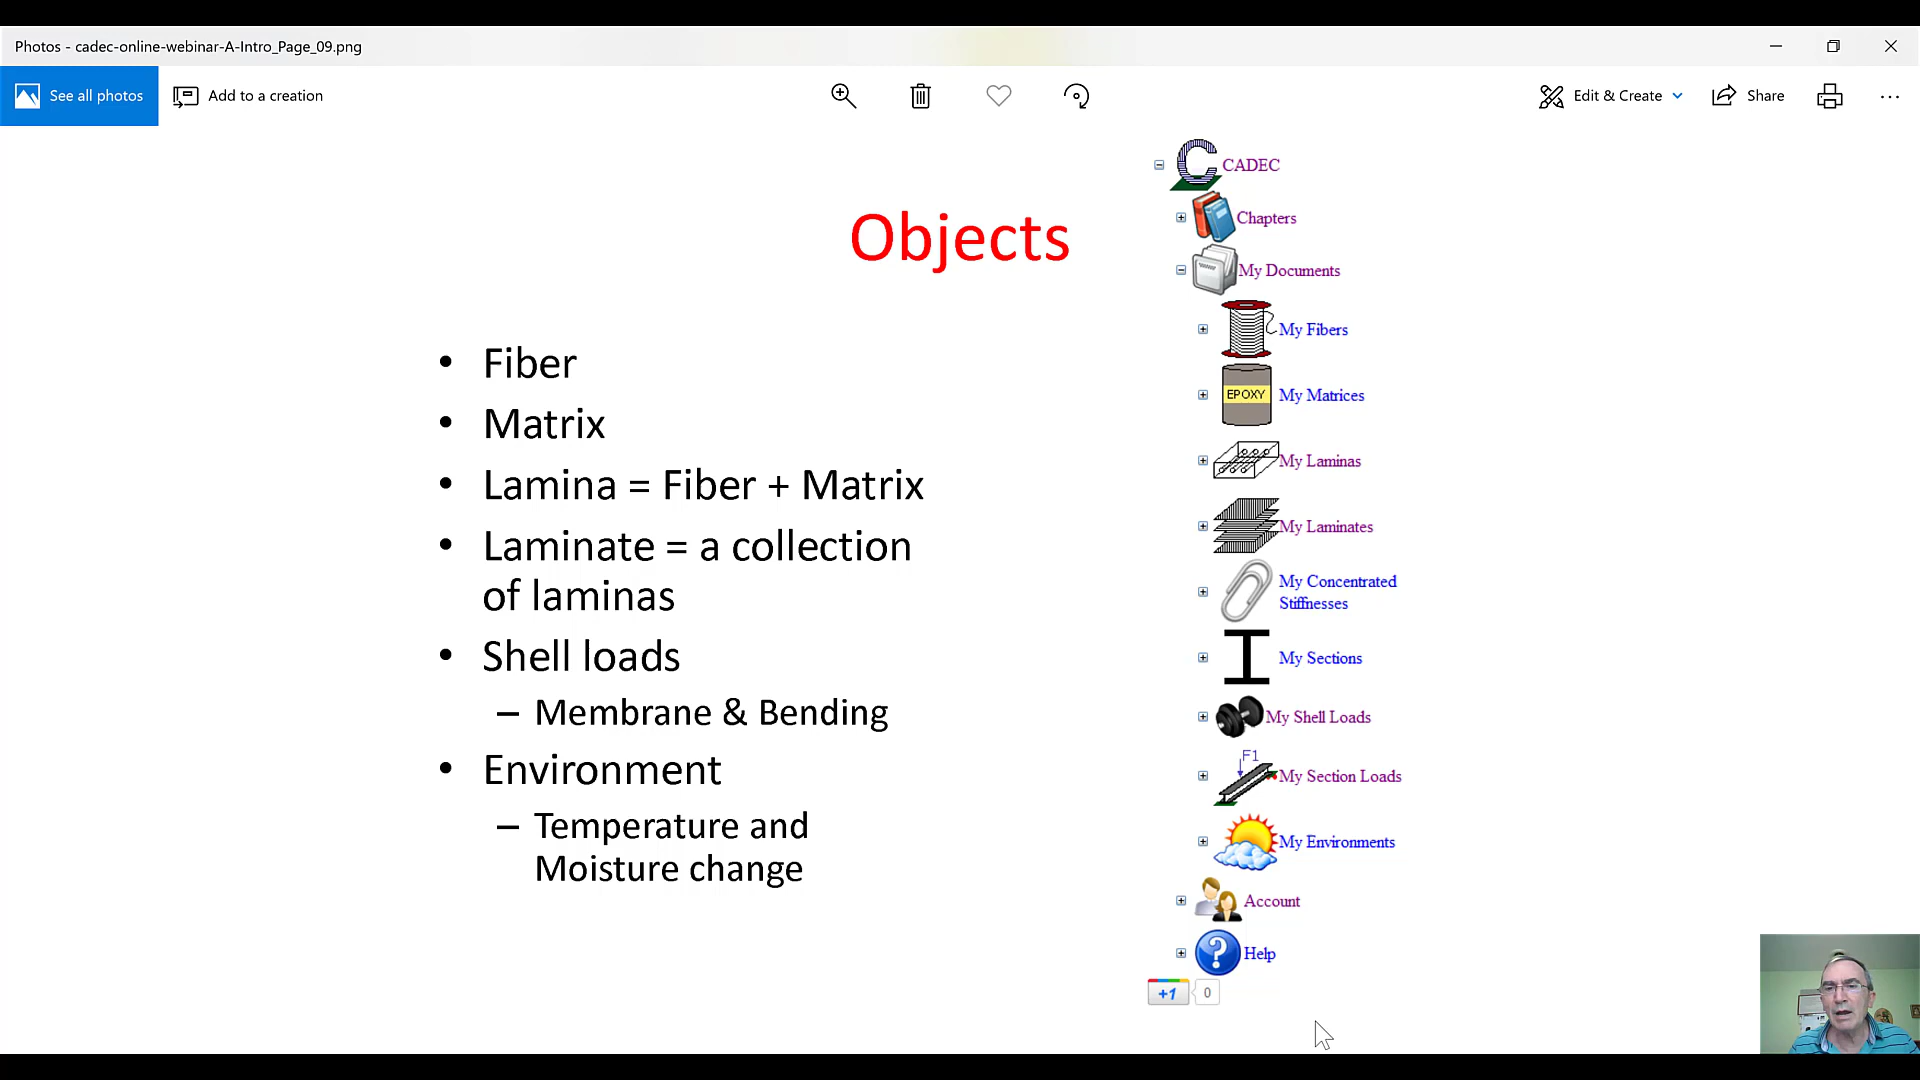 Photos - cadec-online-webinar-A-Intro_Page_09.png
See all photos
Add to a creation
Edit & Create
Share
Objects
• Fiber
• Matrix
• Lamina = Fiber + Matrix
• Laminate = a collection
of laminas
• Shell loads
– Membrane & Bending
• Environment
– Temperature and
Moisture change
C CADEC
Chapters
My Documents
My Fibers
EPOXY My Matrices
My Laminas
My Laminates
My Concentrated
Stiffnesses
My Sections
My Shell Loads
F1
My Section Loads
My Environments
Account
? Help
+1 0